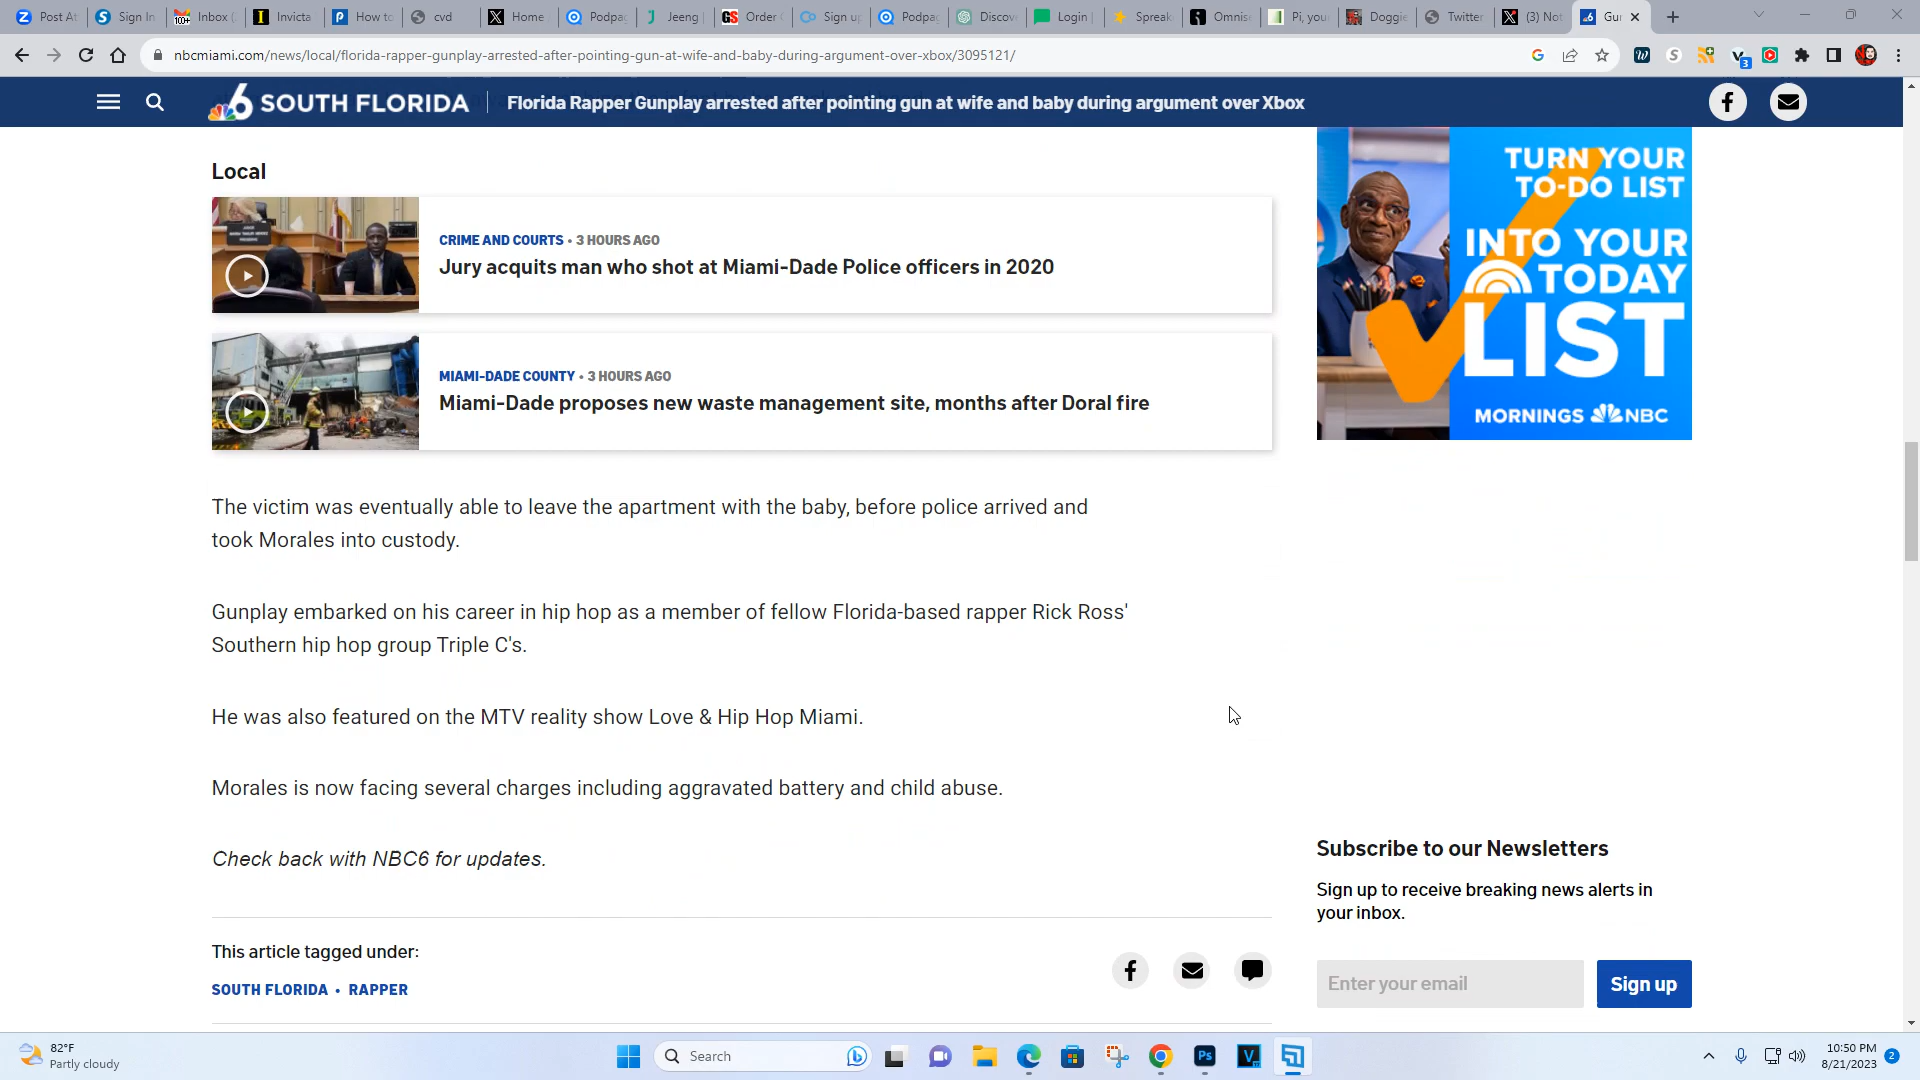 Post At
Sign In
Inbox (
Invicta
How to
cvd
Home
Podpag
Jeeng
Order
Sign up
Podpag
Discov
Login
Spreak
Omnis
Pi, you
Doggie
Twitter
(3) Not
Gu
nbcmiami.com/news/local/florida-rapper-gunplay-arrested-after-pointing-gun-at-wife-and-baby-during-argument-over-xbox/3095121/
6 SOUTH FLORIDA
Florida Rapper Gunplay arrested after pointing gun at wife and baby during argument over Xbox
Local
CRIME AND COURTS • 3 HOURS AGO
Jury acquits man who shot at Miami-Dade Police officers in 2020
MIAMI-DADE COUNTY • 3 HOURS AGO
Miami-Dade proposes new waste management site, months after Doral fire
TURN YOUR
TO-DO LIST
INTO YOUR
TODAY
LIST
MORNINGS NBC
The victim was eventually able to leave the apartment with the baby, before police arrived and
took Morales into custody.
Gunplay embarked on his career in hip hop as a member of fellow Florida-based rapper Rick Ross'
Southern hip hop group Triple C's.
He was also featured on the MTV reality show Love & Hip Hop Miami.
Morales is now facing several charges including aggravated battery and child abuse.
Check back with NBC6 for updates.
This article tagged under:
SOUTH FLORIDA • RAPPER
Subscribe to our Newsletters
Sign up to receive breaking news alerts in
your inbox.
Enter your email
Sign up
82°F
Partly cloudy
Search
Ps
V
10:50 PM
8/21/2023
2